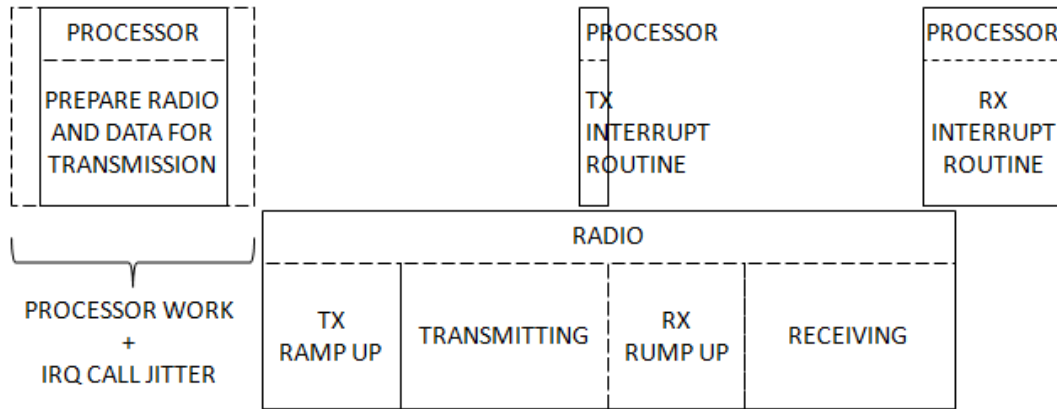 PROCESSOR
PREPARE RADIO
AND DATA FOR
TRANSMISSION
PROCESSOR
TX
INTERRUPT
ROUTINE
PROCESSOR
RX
INTERRUPT
ROUTINE
PROCESSOR WORK
+
IRQ CALL JITTER
RADIO
TX
RAMP UP
TRANSMITTING
RX
RUMP UP
RECEIVING